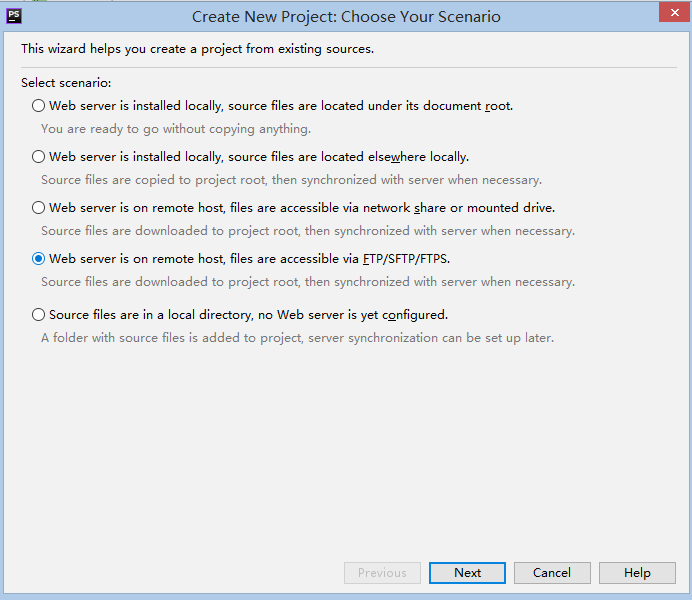 PS
Create New Project: Choose Your Scenario
This wizard helps you create a project from existing sources.
Select scenario:
Web server is installed locally, source files are located under its document root.
You are ready to go without copying anything.
Web server is installed locally, source files are located elsewhere locally.
Source files are copied to project root, then synchronized with server when necessary.
Web server is on remote host, files are accessible via network share or mounted drive.
Source files are downloaded to project root, then synchronized with server when necessary.
Web server is on remote host, files are accessible via FTP/SFTP/FTPS.
Source files are downloaded to project root, then synchronized with server when necessary.
Source files are in a local directory, no Web server is yet configured.
A folder with source files is added to project, server synchronization can be set up later.
Previous Next Cancel Help